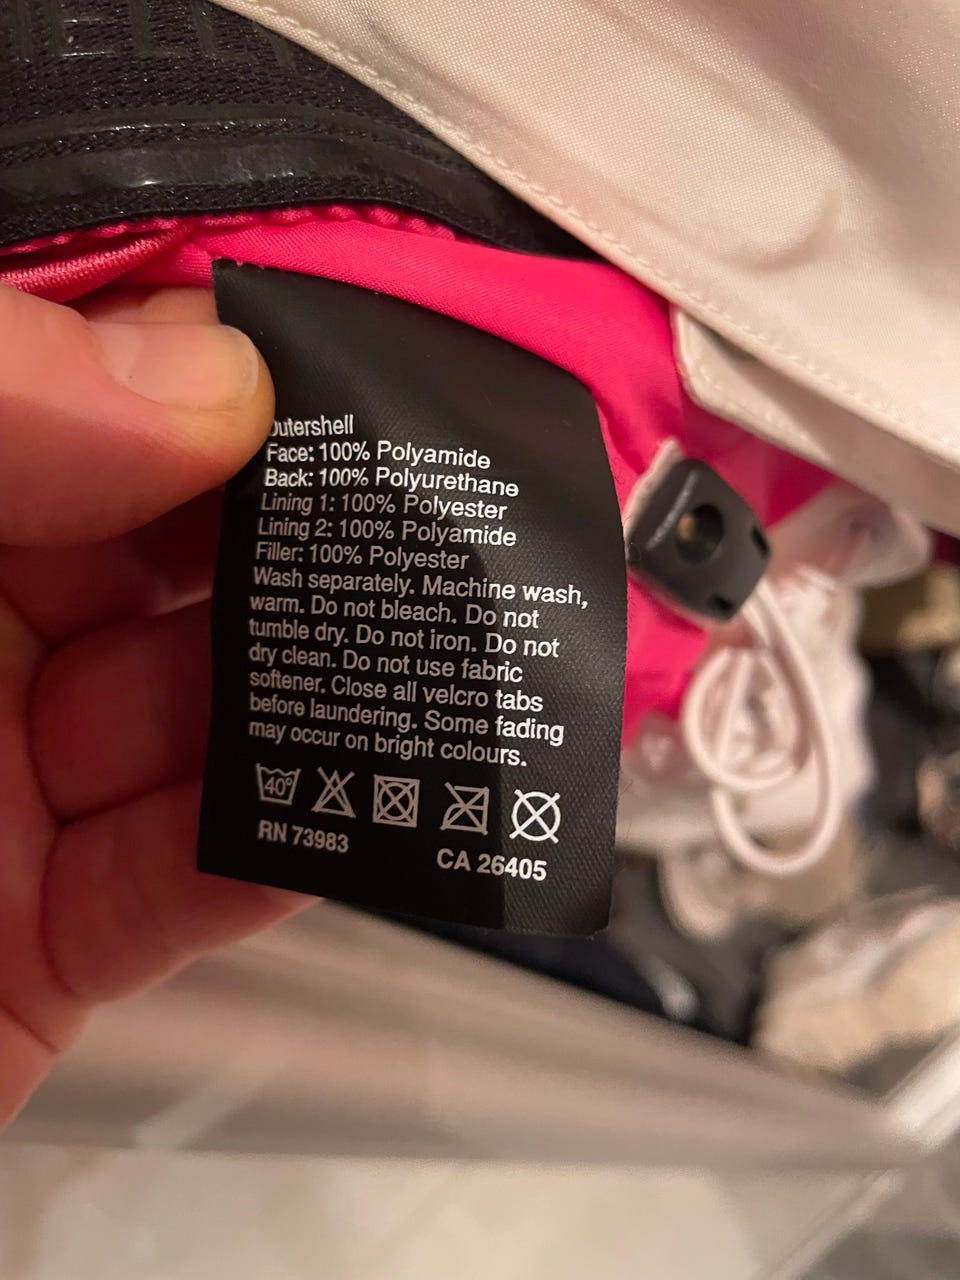 Outershell
Face: 100% Polyamide
Back: 100% Polyurethane
Lining 1: 100% Polyester
Lining 2: 100% Polyamide
Filler: 100% Polyester
Wash separately. Machine wash,
warm. Do not bleach. Do not
tumble dry. Do not iron. Do not
dry clean. Do not use fabric
softener. Close all velcro tabs
before laundering. Some fading
may occur on bright colours.
40°
RN 73983
CA 26405